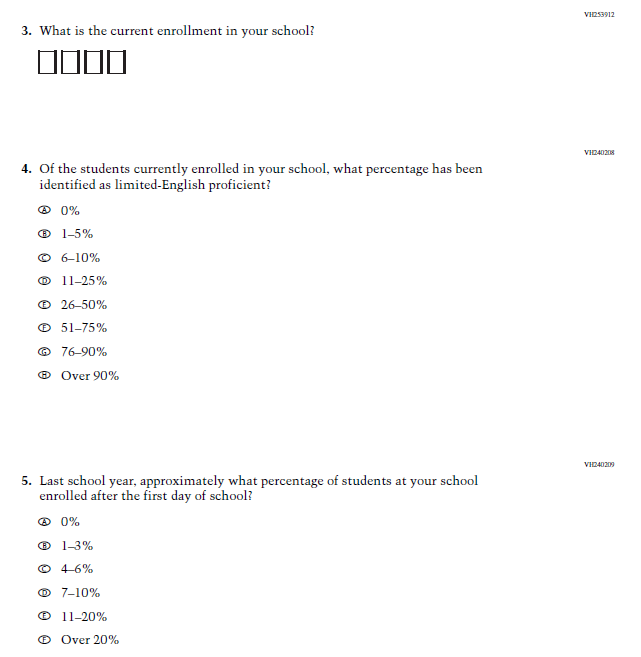 VH253912
3. What is the current enrollment in your school?
VH240208
4. Of the students currently enrolled in your school, what percentage has been
identified as limited-English proficient?
A 0%
B 1–5%
C 6–10%
D 11–25%
E 26–50%
F 51–75%
G 76–90%
H Over 90%
VH240209
5. Last school year, approximately what percentage of students at your school
enrolled after the first day of school?
A 0%
B 1–3%
C 4–6%
D 7–10%
E 11–20%
F Over 20%